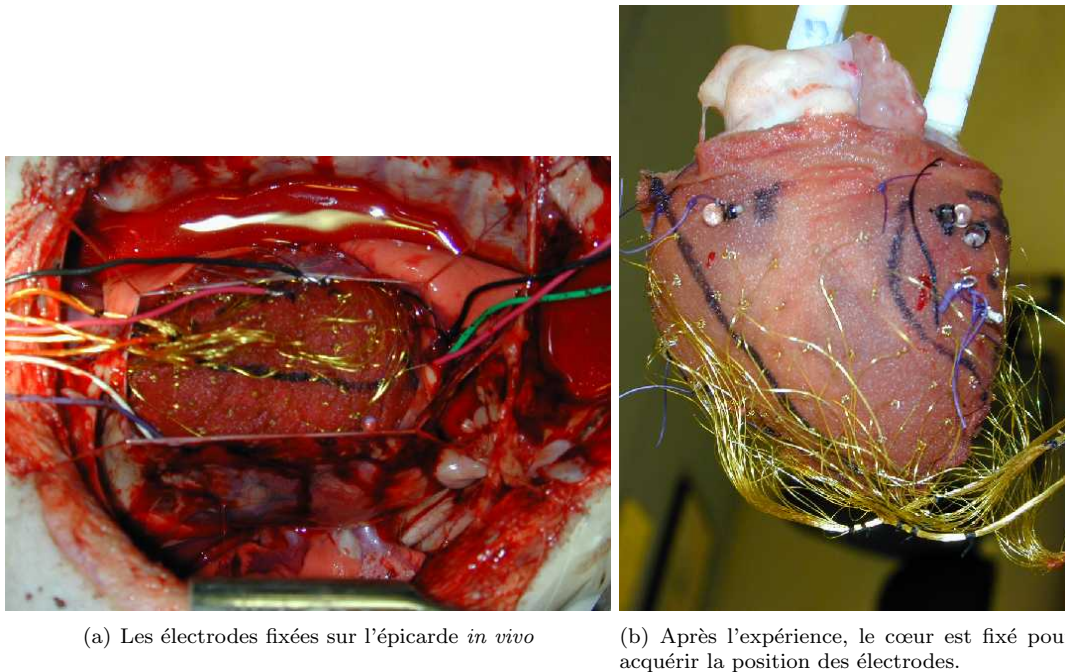 (a) Les électrodes fixées sur l'épicarde in vivo
(b) Après l'expérience, le cœur est fixé pou
acquérir la position des électrodes.